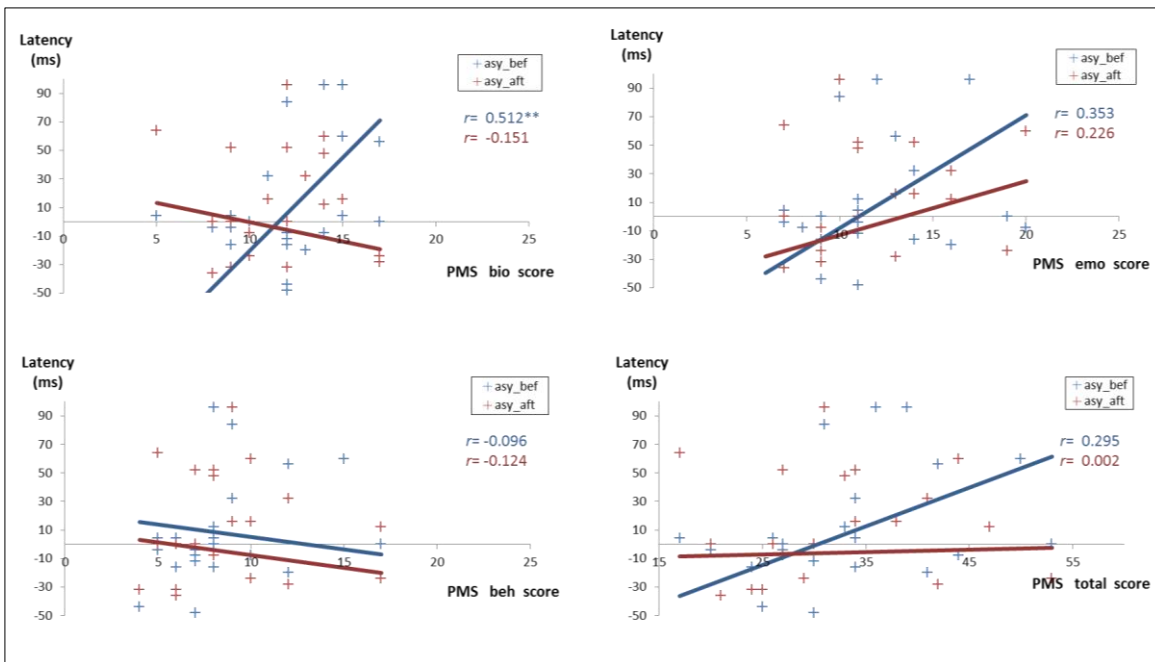 Latency
(ms)
asy_bef
asy_aft
90
70
50
30
10
-10
-30
-50
0
5
10
15
20
25
r= 0.512**
r= -0.151
PMS bio score
Latency
(ms)
asy_bef
asy_aft
90
70
50
30
10
-10
-30
-50
0
5
10
15
20
25
r= 0.353
r= 0.226
PMS emo score
Latency
(ms)
asy_bef
asy_aft
90
70
50
30
10
-10
-30
-50
0
5
10
15
20
25
r= -0.096
r= -0.124
PMS beh score
Latency
(ms)
asy_bef
asy_aft
90
70
50
30
10
-10
-30
-50
15
25
35
45
55
r= 0.295
r= 0.002
PMS total score